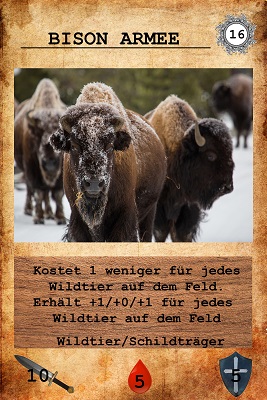 BISON ARMEE
16
Kostet 1 weniger für jedes
Wildtier auf dem Feld.
Erhält +1/+0/+1 für jedes
Wildtier auf dem Feld
Wildtier/Schildträger
10
5
5